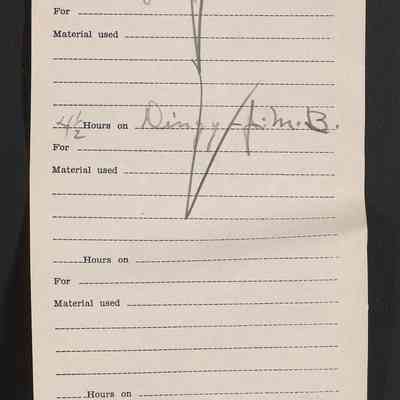 For
Material used
4½ Hours on Dingy J.M.B.
For
Material used
Hours on
For
Material used
Hours on